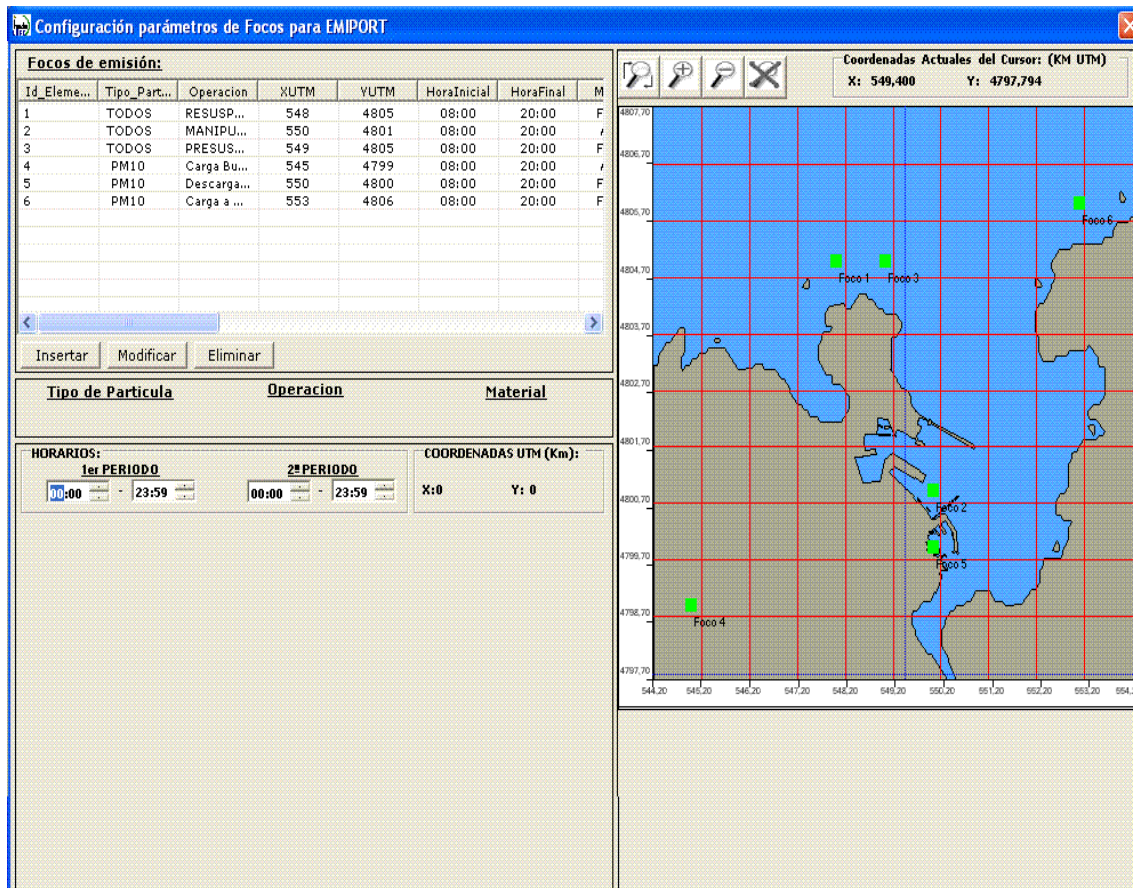 Configuración parámetros de Focos para EMIPORT
Focos de emisión:
Id_Eleme... Tipo_Part... Operacion XUTM YUTM HoraInicial HoraFinal M
1 TODOS RESUSP... 548 4805 08:00 20:00 F
2 TODOS MANIPU... 550 4801 08:00 20:00
3 TODOS PRESUS... 549 4805 08:00 20:00 F
4 PM10 Carga Bu... 545 4799 08:00 20:00
5 PM10 Descarga... 550 4800 08:00 20:00 F
6 PM10 Carga a ... 553 4806 08:00 20:00 F
Insertar Modificar Eliminar
Tipo de Particula Operacion Material
HORARIOS:
1er PERIODO 2º PERIODO
00:00 - 23:59 00:00 - 23:59
COORDENADAS UTM (Km):
X:0 Y: 0
Coordenadas Actuales del Cursor: (KM UTM)
X: 549,400 Y: 4797,794
4807,70
4806,70
4805,70
4804,70
4803,70
4802,70
4801,70
4800,70
4799,70
4798,70
4797,70
Foco 6
Foco 1 Foco 3
Foco 2
Foco 5
Foco 4
544,20 545,20 546,20 547,20 548,20 549,20 550,20 551,20 552,20 553,20